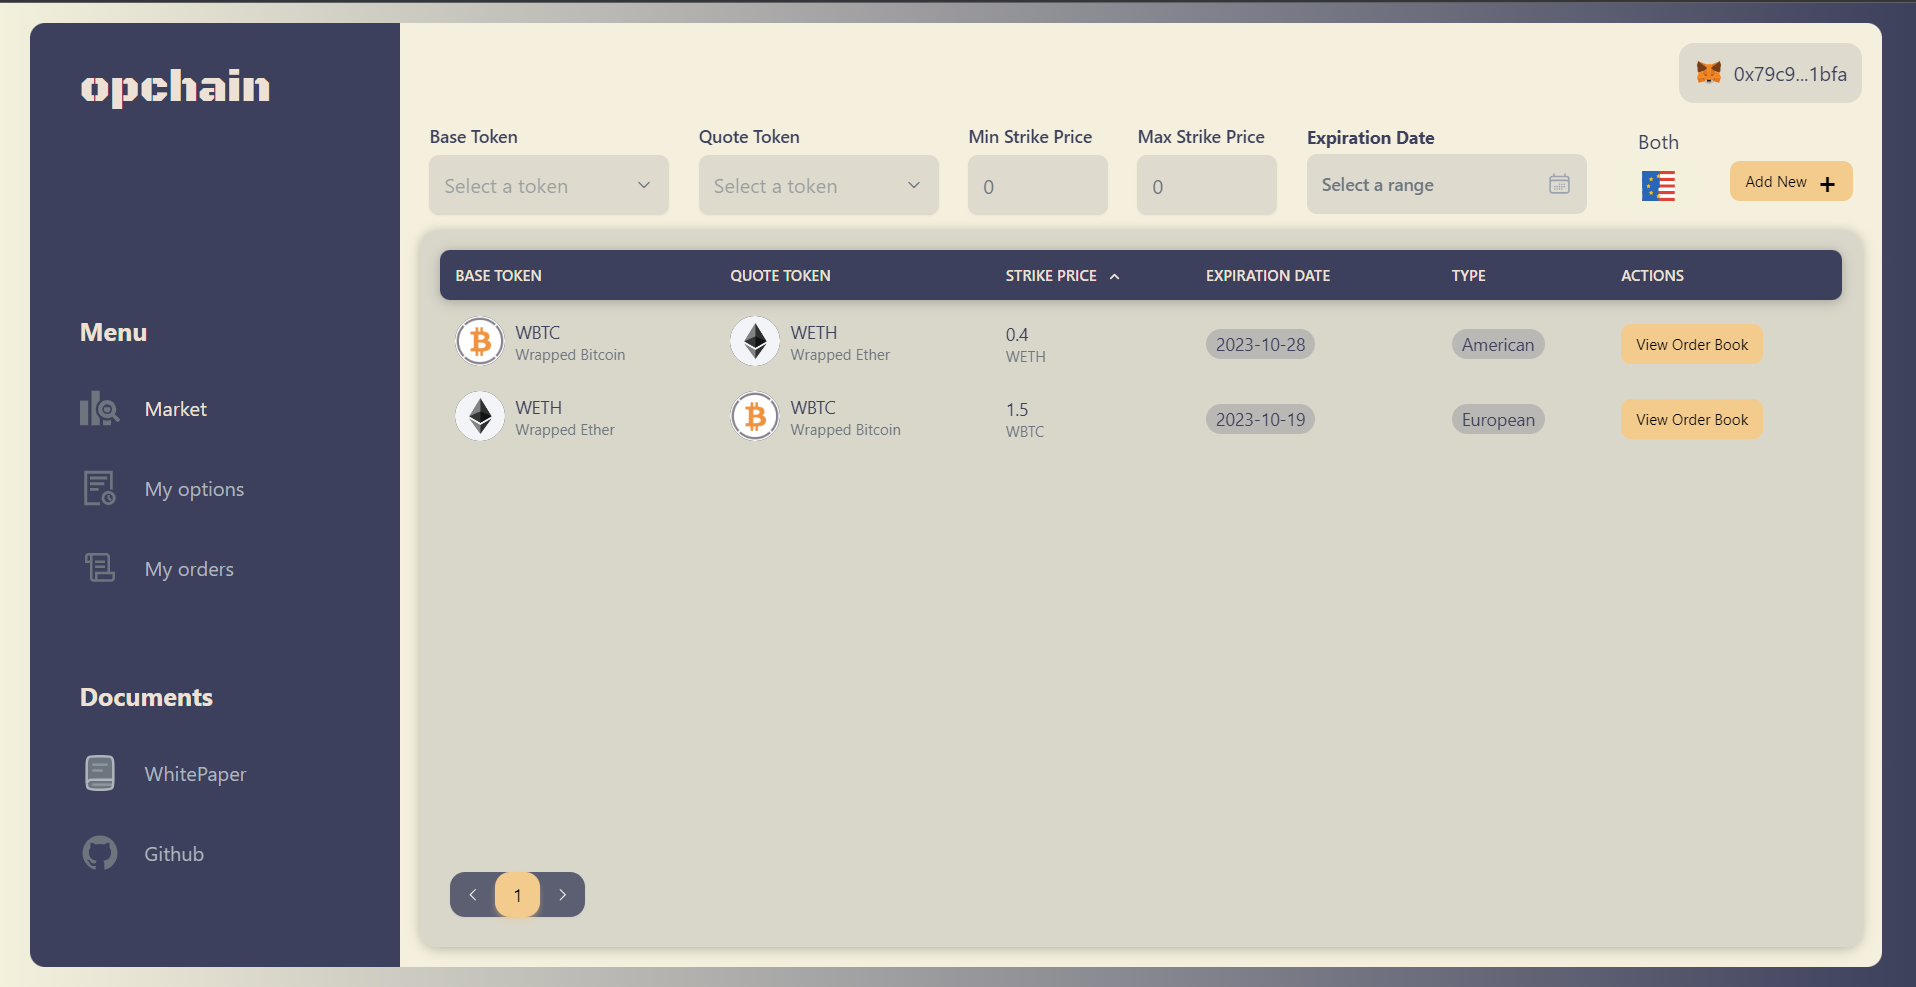 opchain
0x79c9...1bfa
Base Token
Quote Token
Min Strike Price
Max Strike Price
Expiration Date
Both
Select a token
Select a token
0
0
Select a range
Add New
BASE TOKEN
QUOTE TOKEN
STRIKE PRICE
EXPIRATION DATE
TYPE
ACTIONS
WBTC
Wrapped Bitcoin
WETH
Wrapped Ether
0.4
WETH
2023-10-28
American
View Order Book
WETH
Wrapped Ether
WBTC
Wrapped Bitcoin
1.5
WBTC
2023-10-19
European
View Order Book
1
Menu
Market
My options
My orders
Documents
WhitePaper
Github